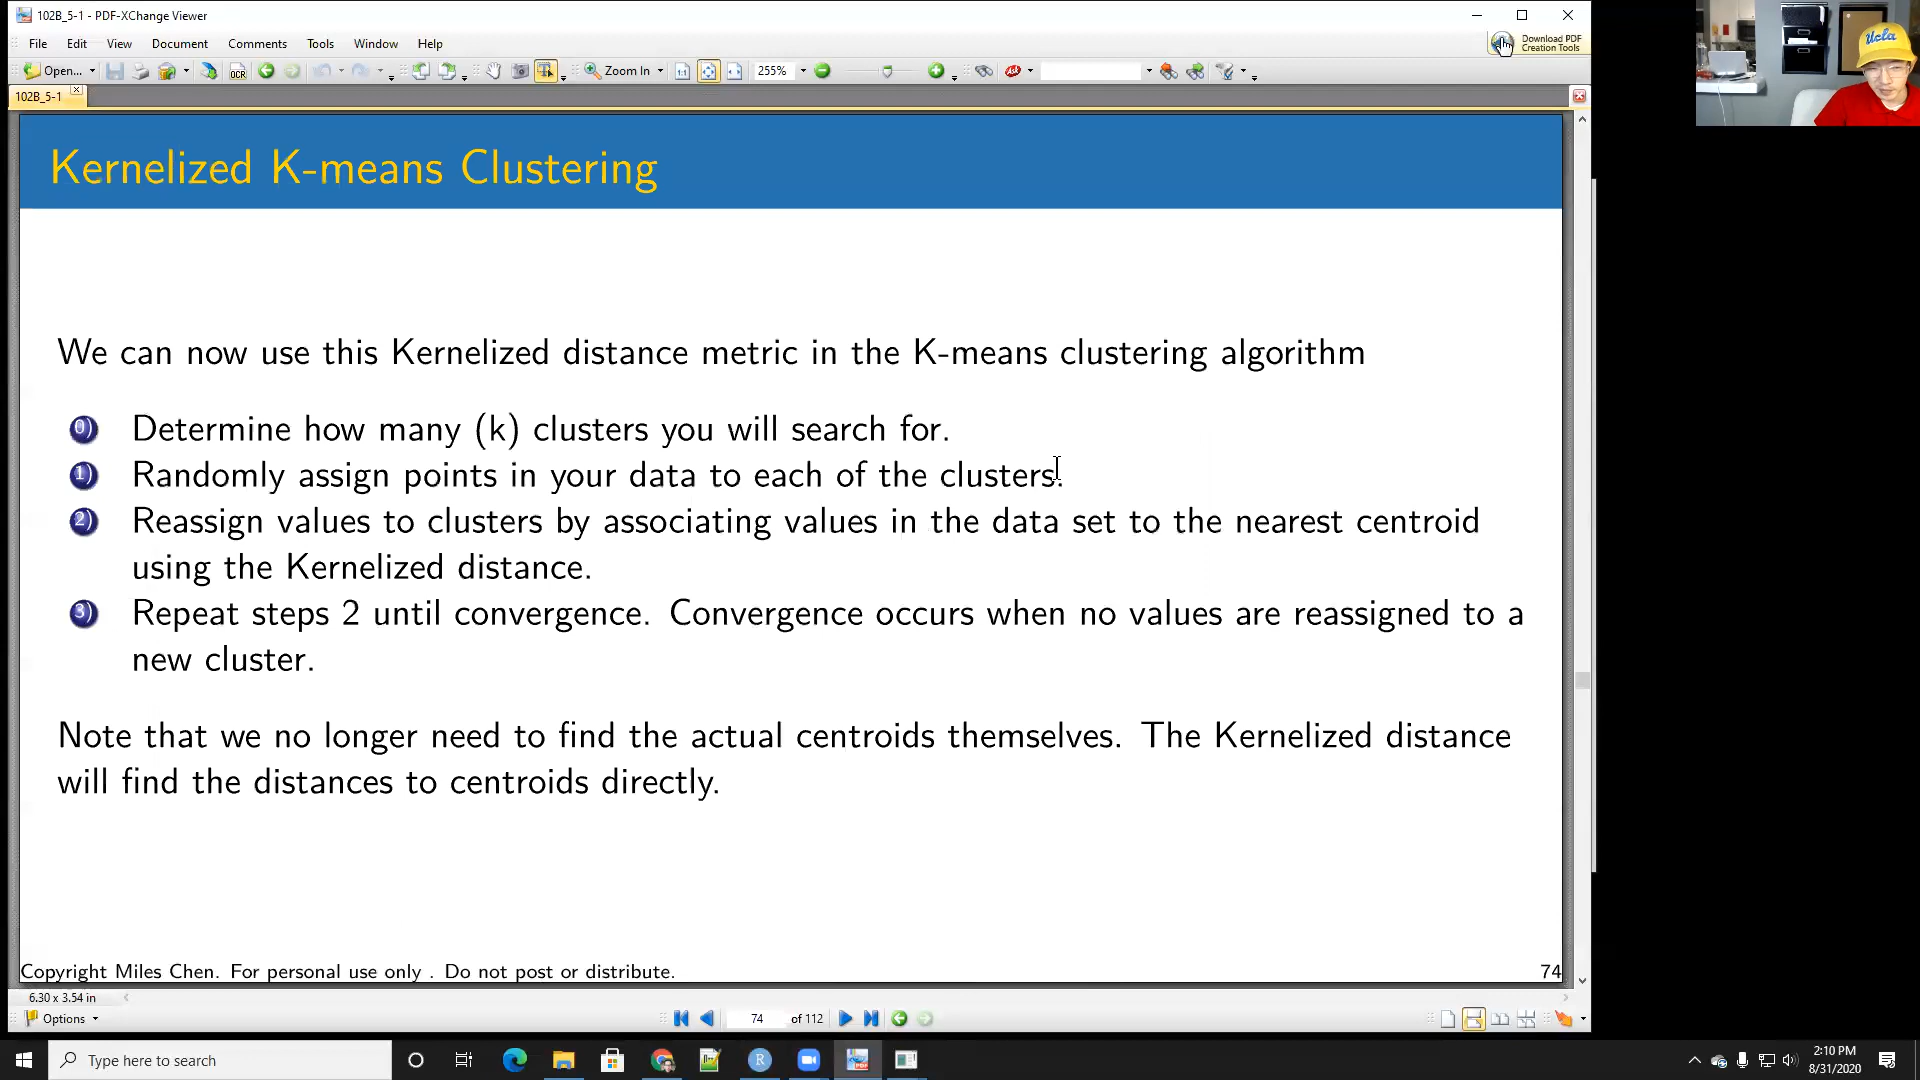 102B_5-1 - PDF-XChange Viewer
File Edit View Document Comments Tools Window Help
Download PDF
Creation Tools
Open... OCR Zoom In 255%
102B_5-1
Ucla
Kernelized K-means Clustering
We can now use this Kernelized distance metric in the K-means clustering algorithm
0) Determine how many (k) clusters you will search for.
1) Randomly assign points in your data to each of the clusters.
2) Reassign values to clusters by associating values in the data set to the nearest centroid
using the Kernelized distance.
3) Repeat steps 2 until convergence. Convergence occurs when no values are reassigned to a
new cluster.
Note that we no longer need to find the actual centroids themselves. The Kernelized distance
will find the distances to centroids directly.
Copyright Miles Chen. For personal use only . Do not post or distribute.
74
6.30 x 3.54 in
Options 74 of 112
Type here to search
2:10 PM
8/31/2020